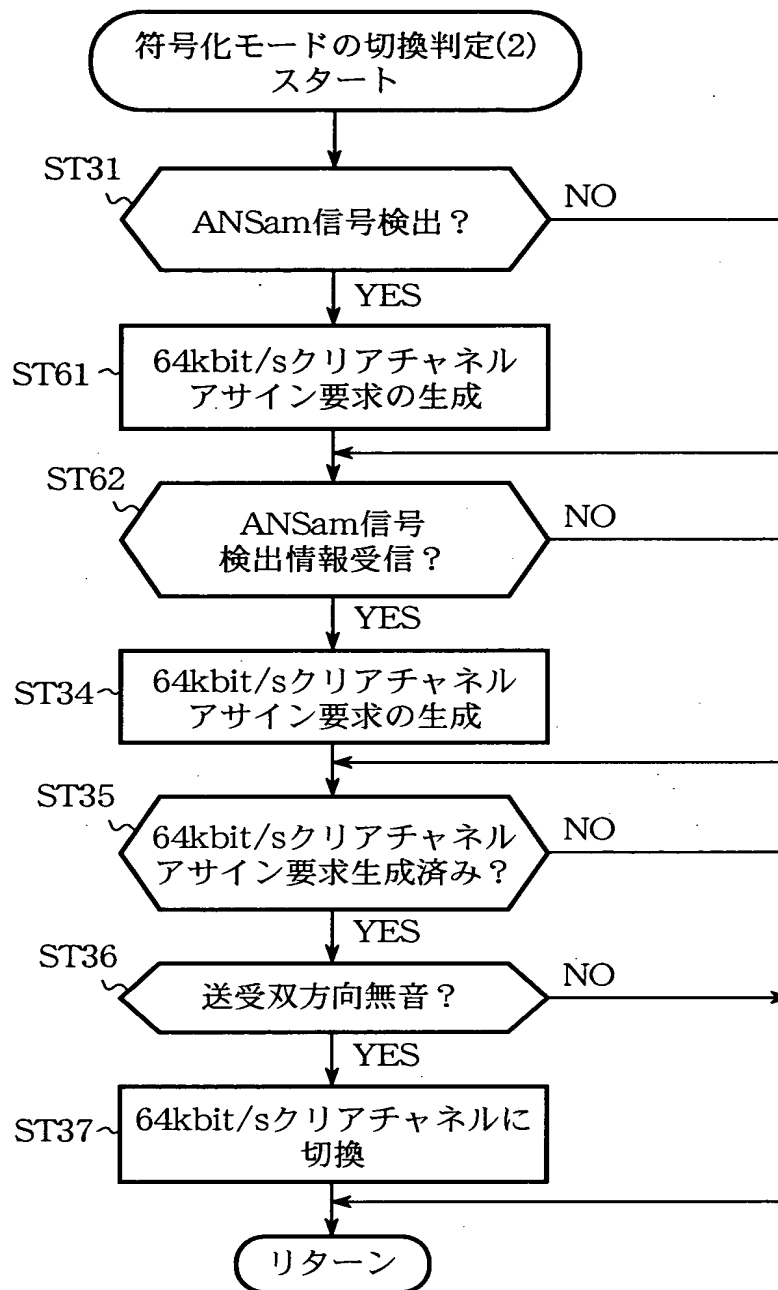 符号化モードの切換判定(2)
スタート
ST31
ANSam信号検出？
NO
YES
ST61
64kbit/sクリアチャネル
アサイン要求の生成
ST62
ANSam信号
検出情報受信？
NO
YES
ST34
64kbit/sクリアチャネル
アサイン要求の生成
ST35
64kbit/sクリアチャネル
アサイン要求生成済み？
NO
YES
ST36
送受双方向無音？
NO
YES
ST37
64kbit/sクリアチャネルに
切換
リターン